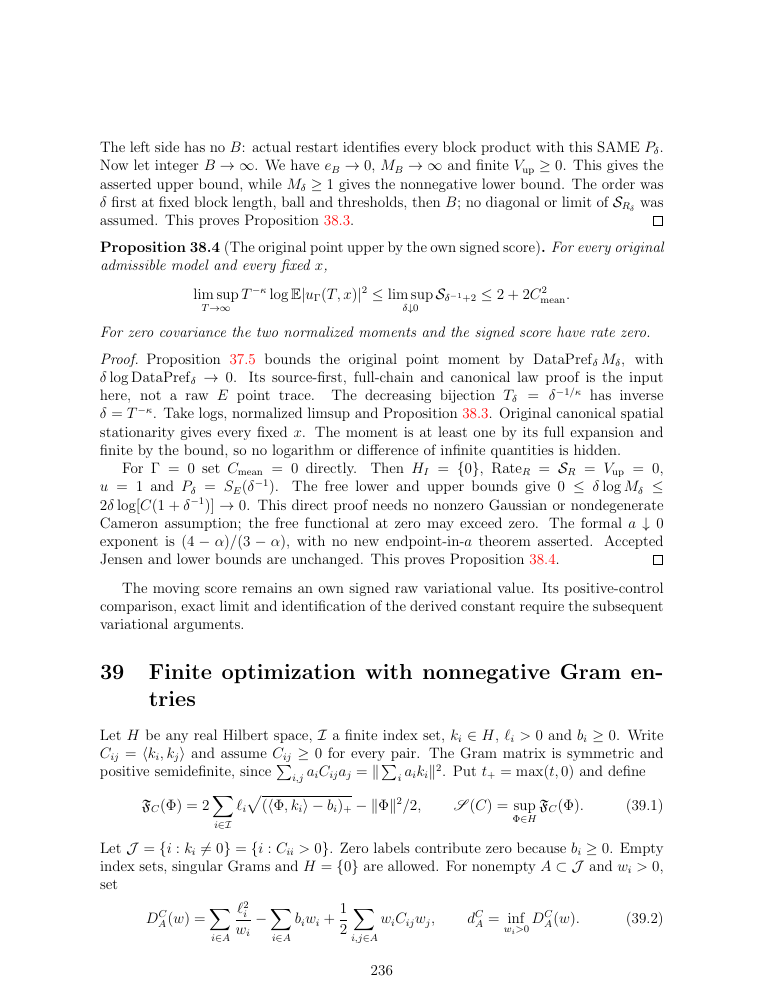 The left side has no B: actual restart identifies every block product with this SAME P_δ.
Now let integer B → ∞. We have e_B → 0, M_B → ∞ and finite V_up ≥ 0. This gives the
asserted upper bound, while M_δ ≥ 1 gives the nonnegative lower bound. The order was
δ first at fixed block length, ball and thresholds, then B; no diagonal or limit of 𝒮_{R_δ} was
assumed. This proves Proposition 38.3. □
Proposition 38.4 (The original point upper by the own signed score). For every original
admissible model and every fixed x,
lim sup_{T→∞} T^{−κ} log 𝔼|u_Γ(T, x)|² ≤ lim sup_{δ↓0} 𝒮_{δ^{−1}+2} ≤ 2 + 2C²_mean.
For zero covariance the two normalized moments and the signed score have rate zero.
Proof. Proposition 37.5 bounds the original point moment by DataPref_δ M_δ, with
δ log DataPref_δ → 0. Its source-first, full-chain and canonical law proof is the input
here, not a raw E point trace. The decreasing bijection T_δ = δ^{−1/κ} has inverse
δ = T^{−κ}. Take logs, normalized limsup and Proposition 38.3. Original canonical spatial
stationarity gives every fixed x. The moment is at least one by its full expansion and
finite by the bound, so no logarithm or difference of infinite quantities is hidden.
For Γ = 0 set C_mean = 0 directly. Then H_I = {0}, Rate_R = 𝒮_R = V_up = 0,
u = 1 and P_δ = S_E(δ^{−1}). The free lower and upper bounds give 0 ≤ δ log M_δ ≤
2δ log[C(1 + δ^{−1})] → 0. This direct proof needs no nonzero Gaussian or nondegenerate
Cameron assumption; the free functional at zero may exceed zero. The formal a ↓ 0
exponent is (4 − α)/(3 − α), with no new endpoint-in-a theorem asserted. Accepted
Jensen and lower bounds are unchanged. This proves Proposition 38.4. □
The moving score remains an own signed raw variational value. Its positive-control
comparison, exact limit and identification of the derived constant require the subsequent
variational arguments.
39 Finite optimization with nonnegative Gram en-
tries
Let H be any real Hilbert space, ℐ a finite index set, k_i ∈ H, ℓ_i > 0 and b_i ≥ 0. Write
C_{ij} = ⟨k_i, k_j⟩ and assume C_{ij} ≥ 0 for every pair. The Gram matrix is symmetric and
positive semidefinite, since ∑_{i,j} a_i C_{ij} a_j = ‖∑_i a_i k_i‖². Put t_+ = max(t, 0) and define
𝔉_C(Φ) = 2 ∑_{i∈ℐ} ℓ_i √((⟨Φ, k_i⟩ − b_i)_+) − ‖Φ‖²/2, 𝒮(C) = sup_{Φ∈H} 𝔉_C(Φ). (39.1)
Let 𝒥 = {i : k_i ≠ 0} = {i : C_{ii} > 0}. Zero labels contribute zero because b_i ≥ 0. Empty
index sets, singular Grams and H = {0} are allowed. For nonempty A ⊂ 𝒥 and w_i > 0,
set
D_A^C(w) = ∑_{i∈A} ℓ_i²/w_i − ∑_{i∈A} b_i w_i + 1/2 ∑_{i,j∈A} w_i C_{ij} w_j, d_A^C = inf_{w_i>0} D_A^C(w). (39.2)
236